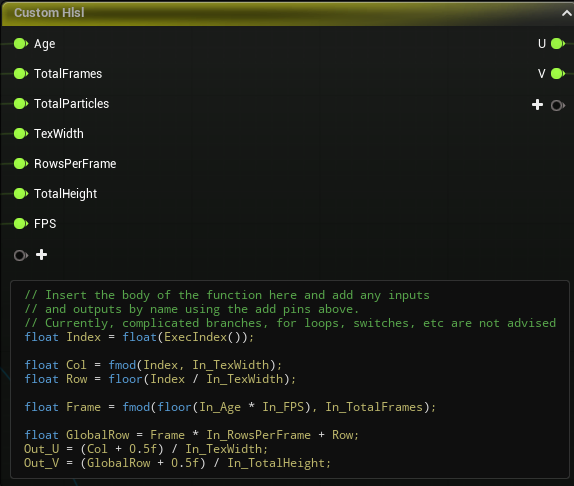 Custom Hlsl
Age
U
TotalFrames
V
TotalParticles
TexWidth
RowsPerFrame
TotalHeight
FPS
// Insert the body of the function here and add any inputs
// and outputs by name using the add pins above.
// Currently, complicated branches, for loops, switches, etc are not advised
float Index = float(ExecIndex());
float Col = fmod(Index, In_TexWidth);
float Row = floor(Index / In_TexWidth);
float Frame = fmod(floor(In_Age * In_FPS), In_TotalFrames);
float GlobalRow = Frame * In_RowsPerFrame + Row;
Out_U = (Col + 0.5f) / In_TexWidth;
Out_V = (GlobalRow + 0.5f) / In_TotalHeight;